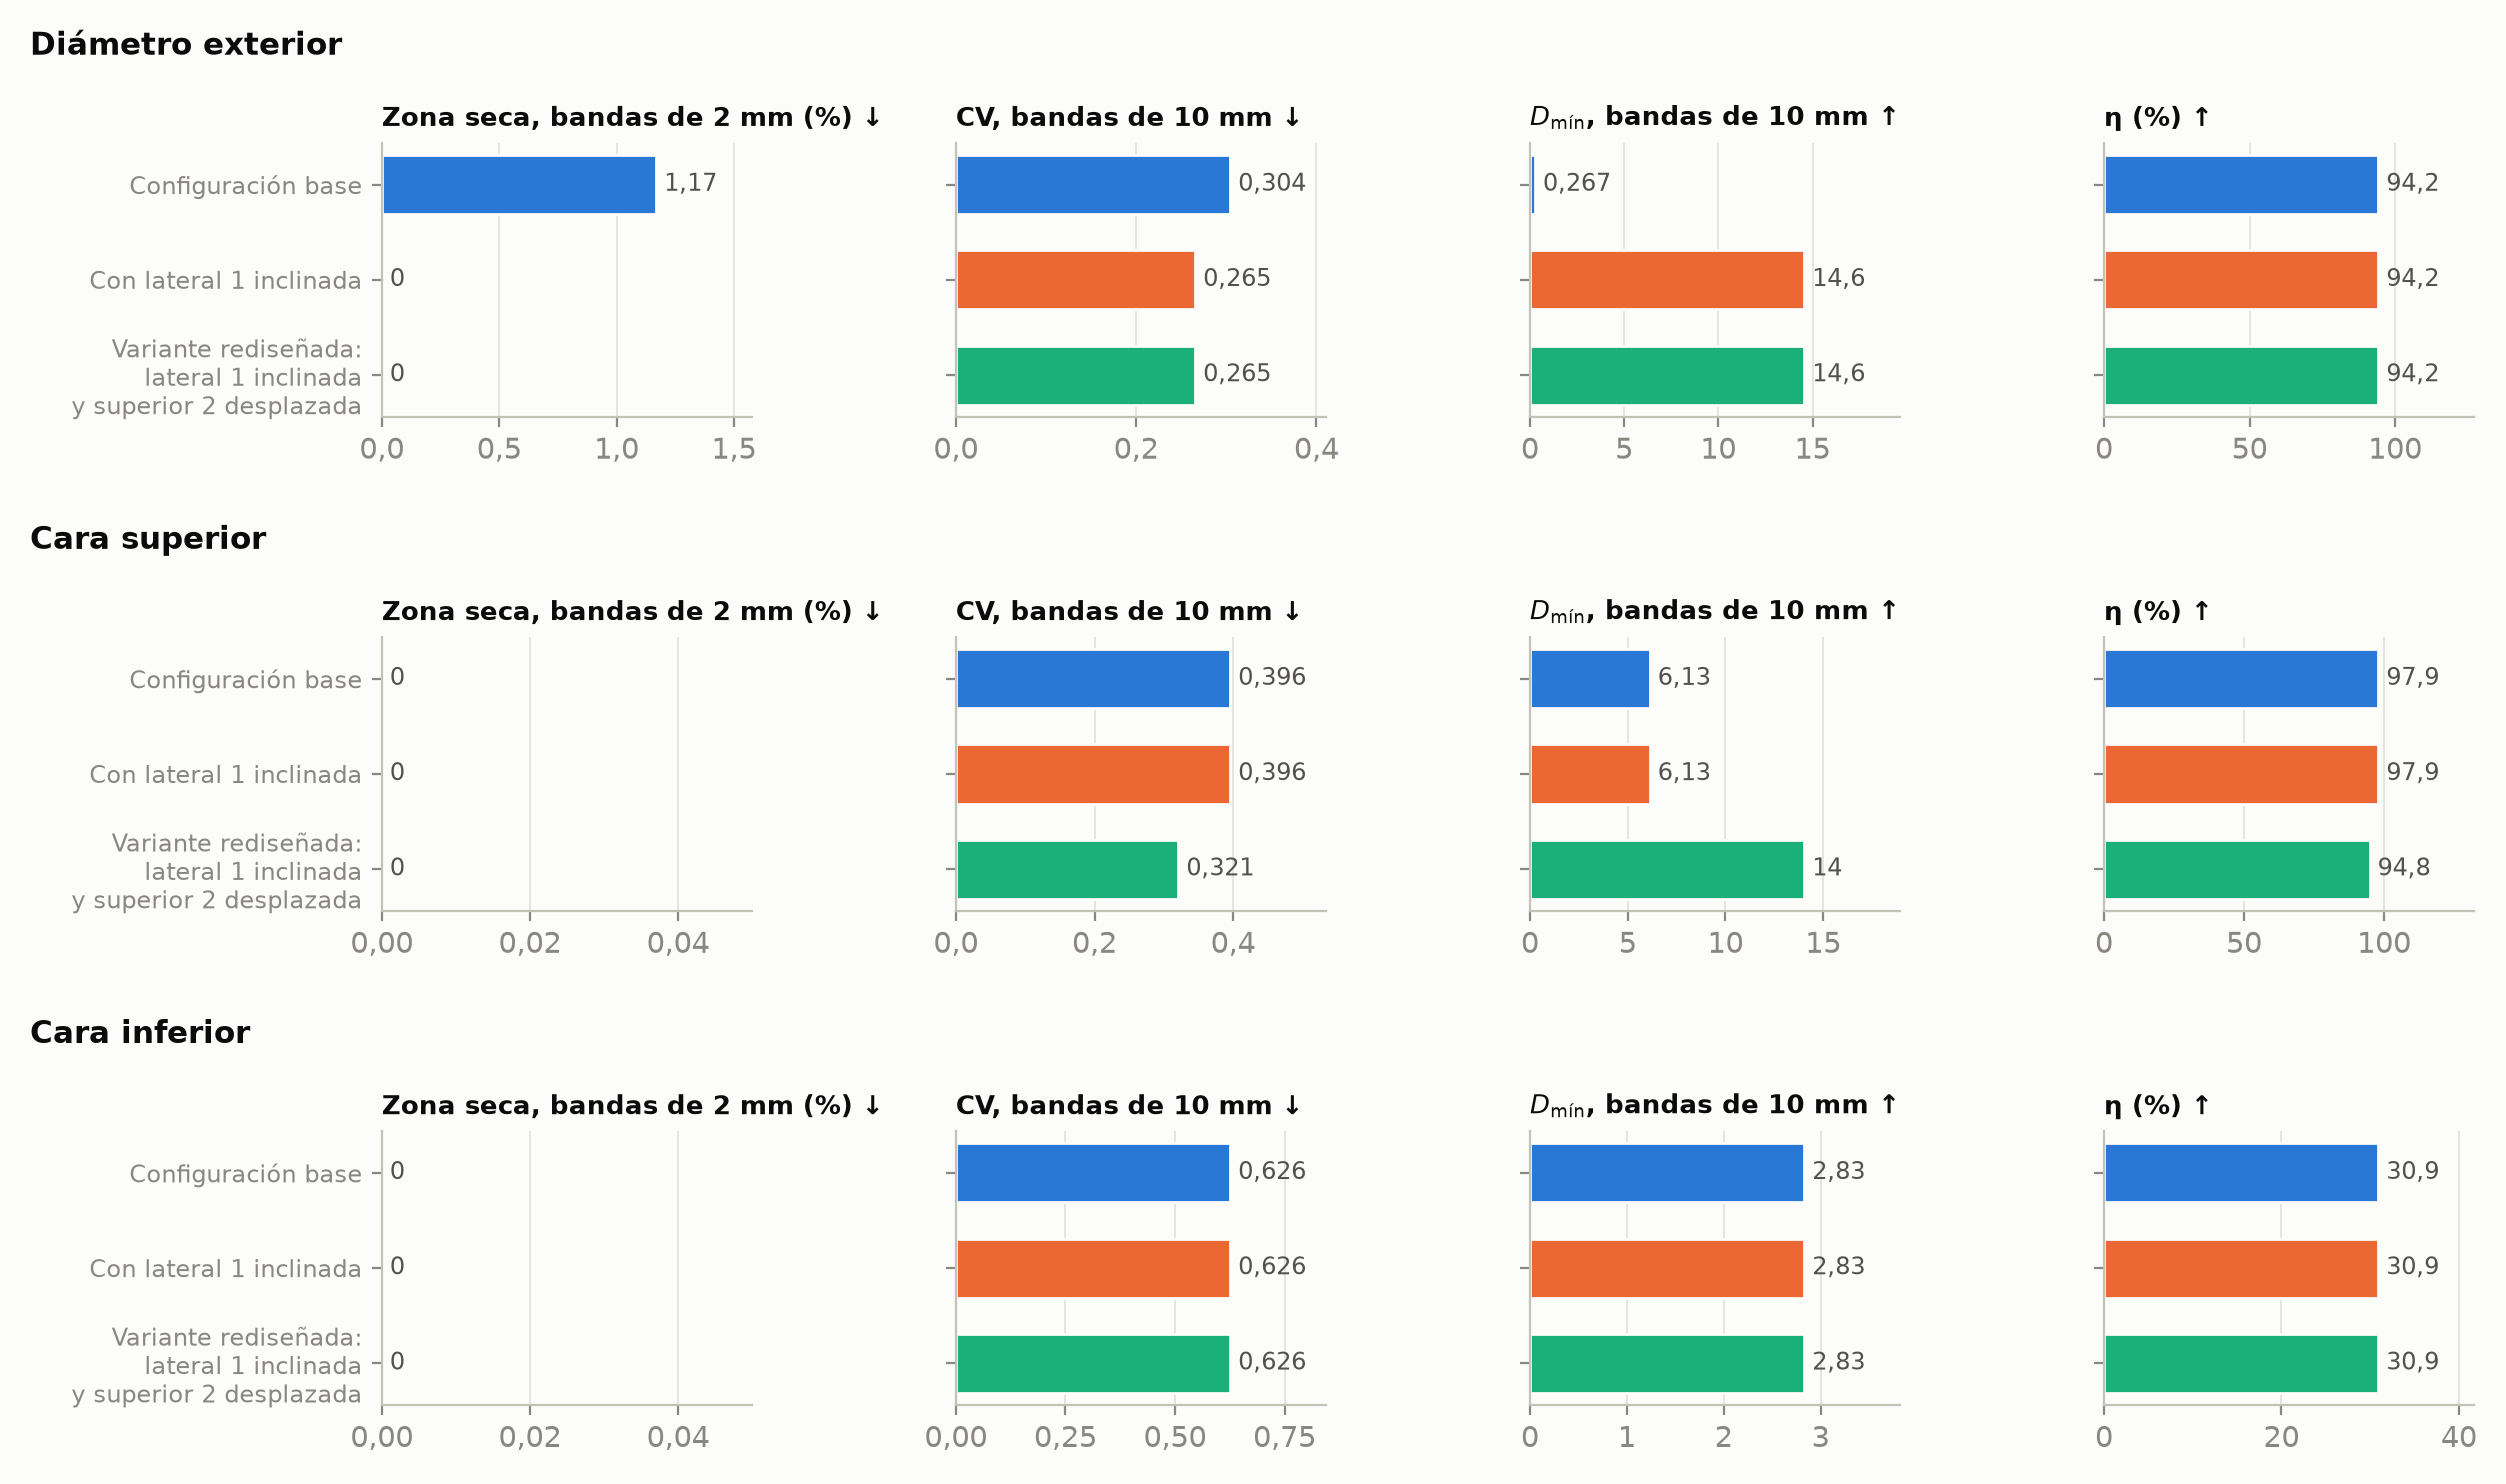 Diámetro exterior
Zona seca, bandas de 2 mm (%) ↓
Configuración base
1,17
Con lateral 1 inclinada
0
Variante rediseñada:
lateral 1 inclinada
y superior 2 desplazada
0
0,0 0,5 1,0 1,5
CV, bandas de 10 mm ↓
0,304
0,265
0,265
0,0 0,2 0,4
Dmín, bandas de 10 mm ↑
0,267
14,6
14,6
0 5 10 15
η (%) ↑
94,2
94,2
94,2
0 50 100
Cara superior
Zona seca, bandas de 2 mm (%) ↓
Configuración base
0
Con lateral 1 inclinada
0
Variante rediseñada:
lateral 1 inclinada
y superior 2 desplazada
0
0,00 0,02 0,04
CV, bandas de 10 mm ↓
0,396
0,396
0,321
0,0 0,2 0,4
Dmín, bandas de 10 mm ↑
6,13
6,13
14
0 5 10 15
η (%) ↑
97,9
97,9
94,8
0 50 100
Cara inferior
Zona seca, bandas de 2 mm (%) ↓
Configuración base
0
Con lateral 1 inclinada
0
Variante rediseñada:
lateral 1 inclinada
y superior 2 desplazada
0
0,00 0,02 0,04
CV, bandas de 10 mm ↓
0,626
0,626
0,626
0,00 0,25 0,50 0,75
Dmín, bandas de 10 mm ↑
2,83
2,83
2,83
0 1 2 3
η (%) ↑
30,9
30,9
30,9
0 20 40